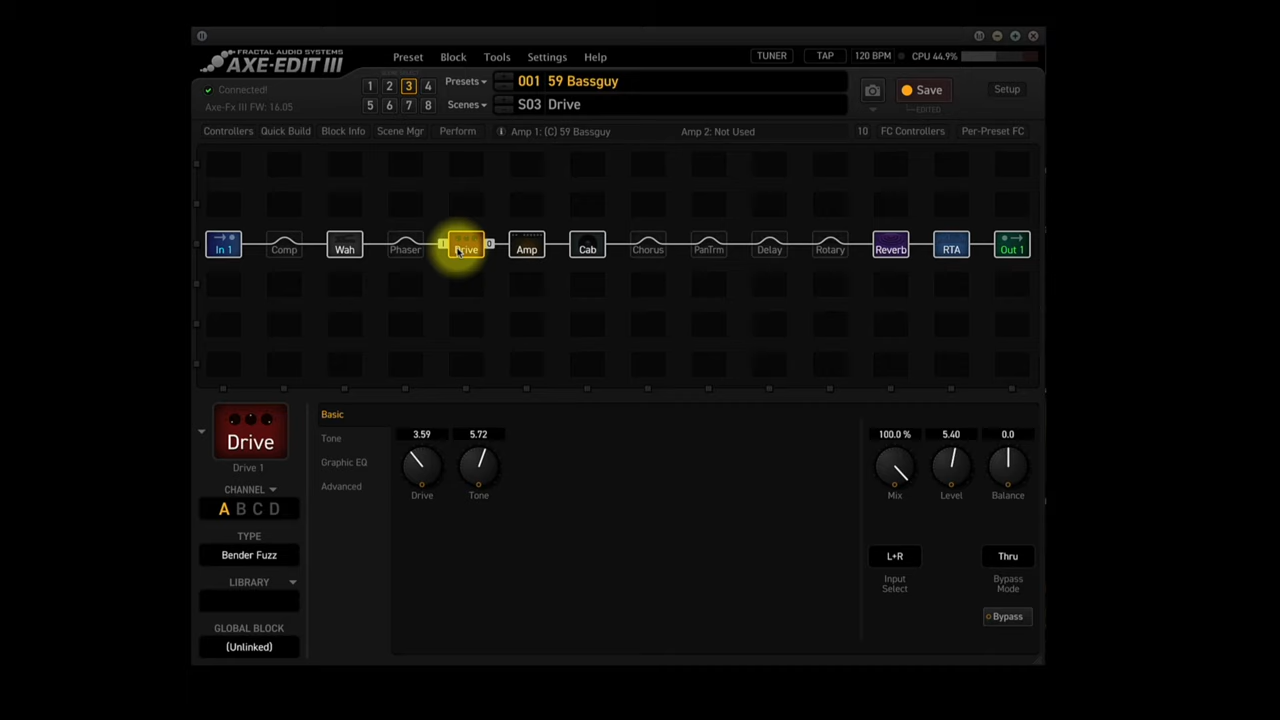 FRACTAL AUDIO SYSTEMS
AXE-EDIT III
Preset Block Tools Settings Help
TUNER TAP 120 BPM CPU 44.9%
Connected!
Axe-Fx III FW: 16.05
1 2 3 4
5 6 7 8
Presets 001 59 Bassguy
Scenes S03 Drive
Save
EDITED
Setup
Controllers Quick Build Block Info Scene Mgr Perform Amp 1: (C) 59 Bassguy Amp 2: Not Used 10 FC Controllers Per-Preset FC
In 1 Comp Wah Phaser I Drive O Amp Cab Chorus PanTrm Delay Rotary Reverb RTA Out 1
Drive
Drive 1
CHANNEL
A B C D
TYPE
Bender Fuzz
LIBRARY
GLOBAL BLOCK
(Unlinked)
Basic
Tone
Graphic EQ
Advanced
3.59 5.72
Drive Tone
100.0 % 5.40 0.0
Mix Level Balance
L+R Thru
Input Select
Bypass Mode
Bypass